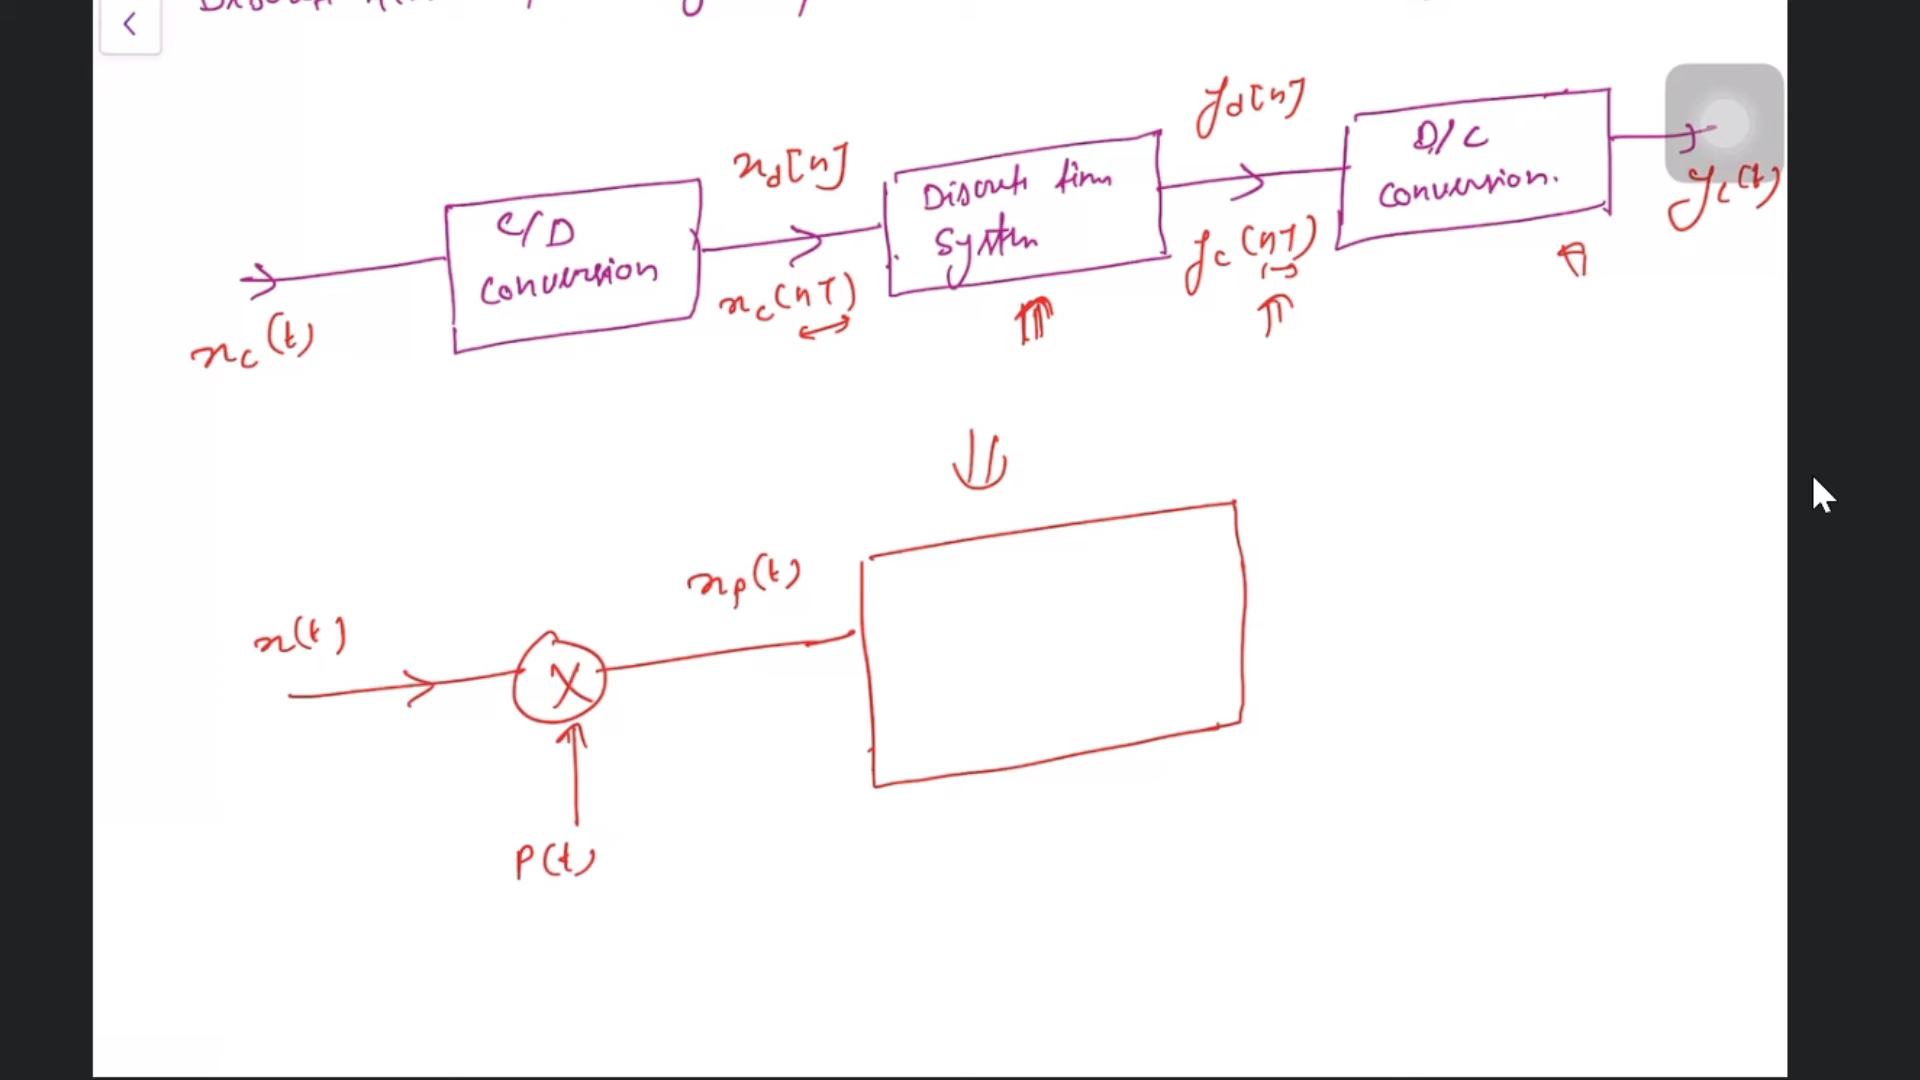 x_c(t)
C/D
conversion
x_d[n]
x_c(nT)
Discrete time
system
y_d[n]
y_c(nT)
D/C
conversion.
y_c(t)
x(t)
X
P(t)
x_p(t)